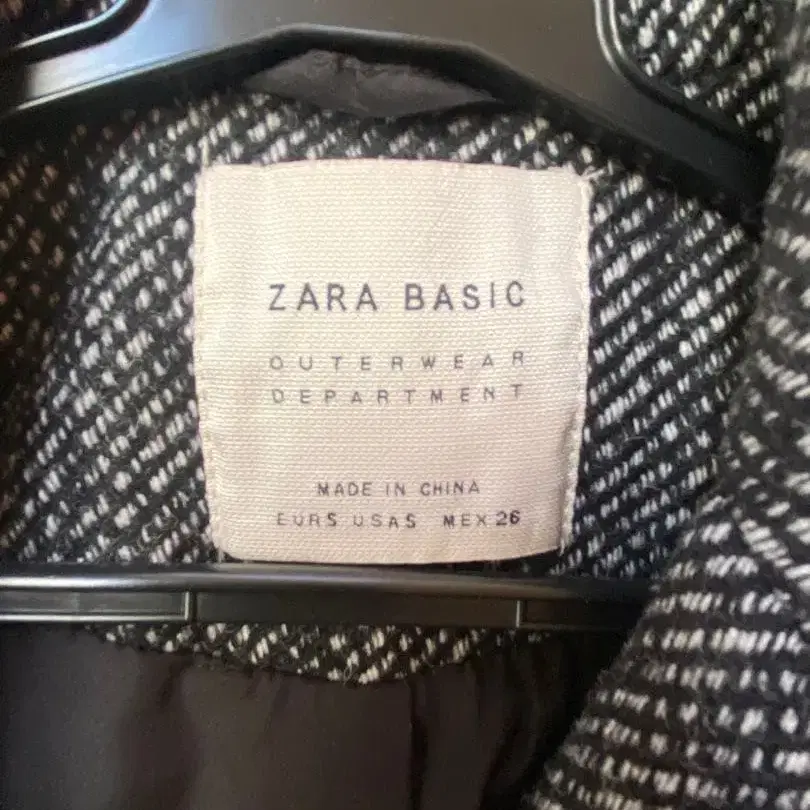 ZARA BASIC
OUTERWEAR
DEPARTMENT
MADE IN CHINA
EUR S USA S MEX 26